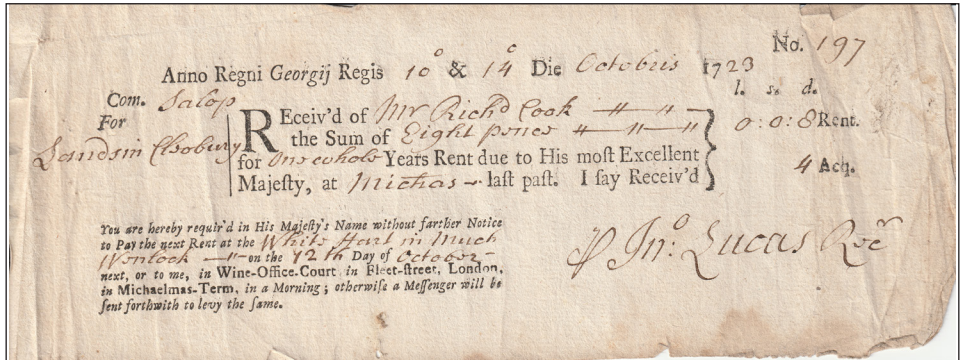 No. 197
Anno Regni Georgij Regis 10° & 14° Die Octobris 1723
l. s. d.
Com. Salop
For
Lands in Cleobury
REceiv'd of Mr Richd Cook
the Sum of Eight pence
for One whole Years Rent due to His most Excellent
Majesty, at Michas last past. I ſay Receiv'd
0:0:8 Rent.
4 Acq.
You are hereby requir'd in His Majeſty's Name without farther Notice
to Pay the next Rent at the White Hart in Much
Wenlock on the 12th Day of October
next, or to me, in Wine-Office-Court in Fleet-ſtreet, London,
in Michaelmas-Term, in a Morning; otherwiſe a Meſſenger will be
ſent forthwith to levy the ſame.
Jno. Lucas Recr